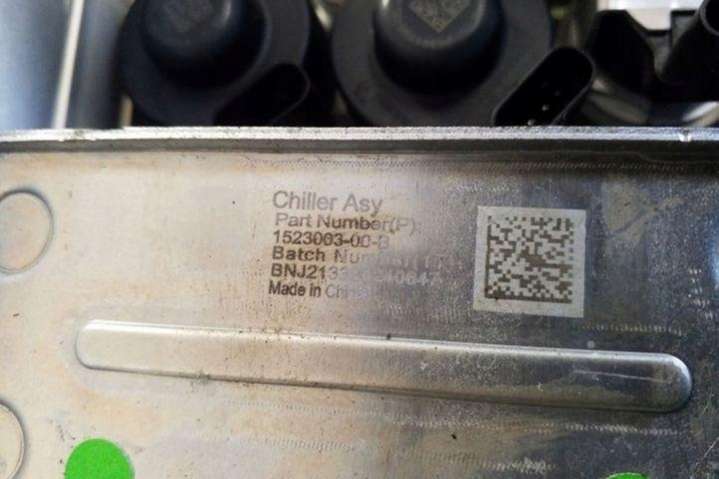 Chiller Asy
Part Number(P)
1523003-00-B
Batch
Made in